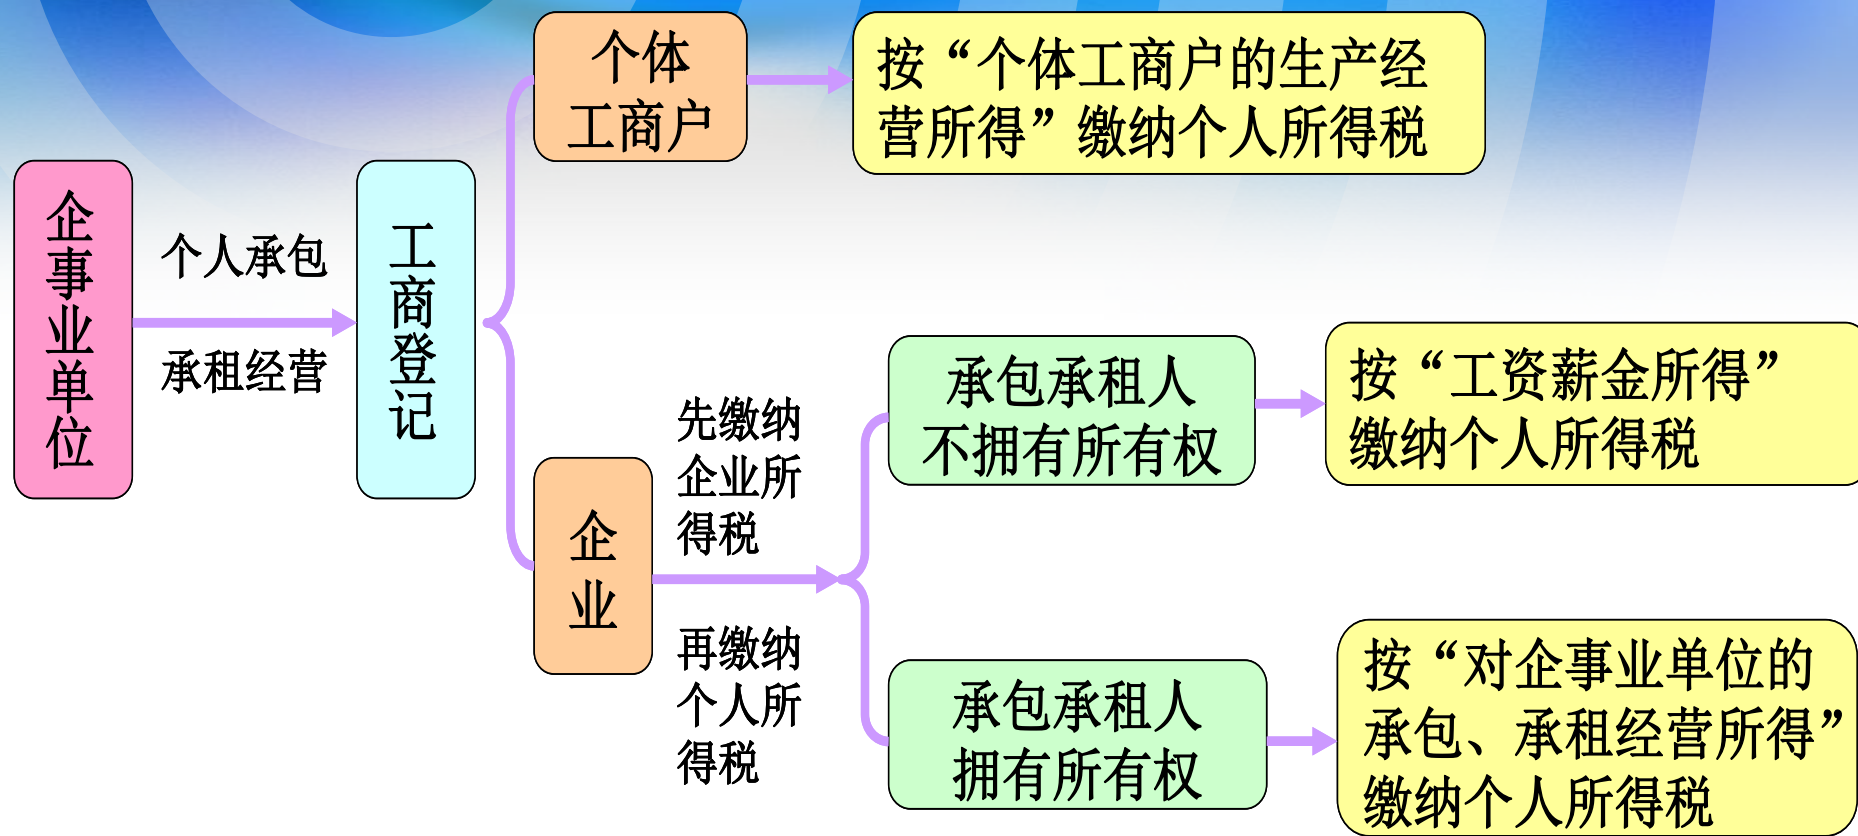 企事业单位
个人承包
承租经营
工商登记
个体
工商户
按“个体工商户的生产经
营所得”缴纳个人所得税
企
业
先缴纳
企业所
得税
再缴纳
个人所
得税
承包承租人
不拥有所有权
按“工资薪金所得”
缴纳个人所得税
承包承租人
拥有所有权
按“对企事业单位的
承包、承租经营所得”
缴纳个人所得税